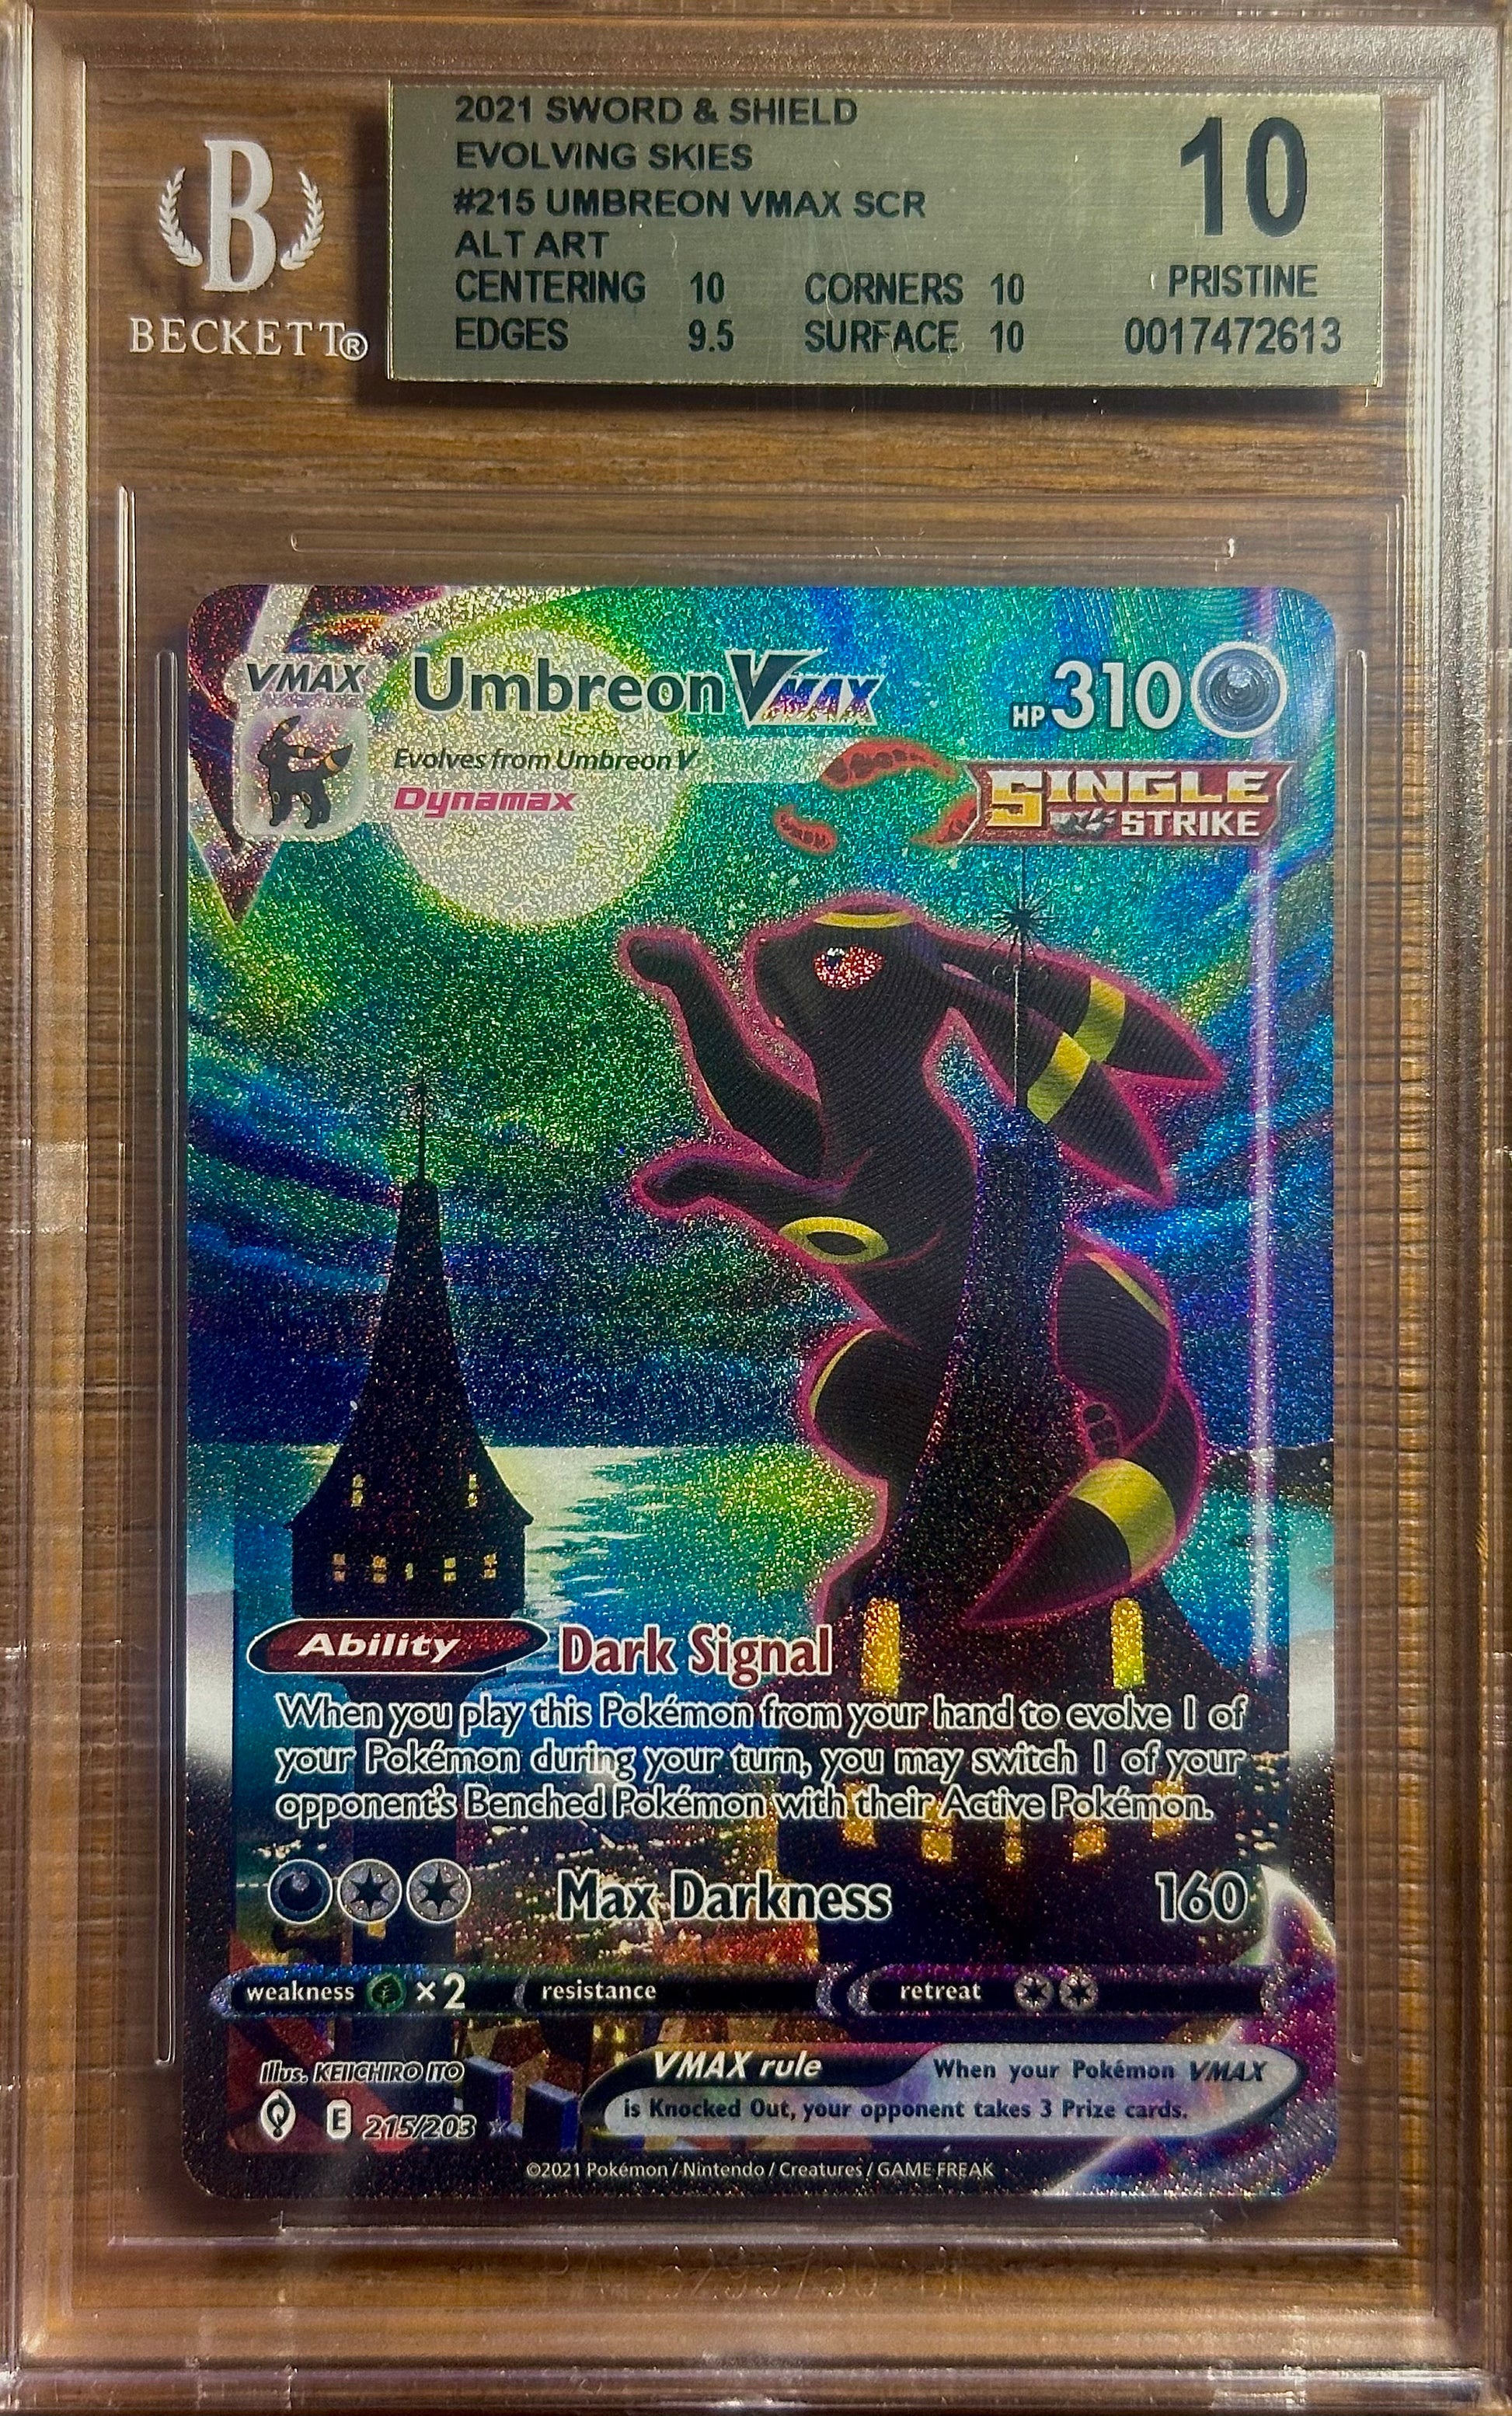 2021 SWORD & SHIELD
EVOLVING SKIES
#215 UMBREON VMAX SCR
ALT ART
CENTERING 10 CORNERS 10
EDGES 9.5 SURFACE 10
10
PRISTINE
0017472613
B
BECKETT®
VMAX Umbreon VMAX HP 310
Evolves from Umbreon V
Dynamax
SINGLE
STRIKE
Ability Dark Signal
When you play this Pokémon from your hand to evolve 1 of
your Pokémon during your turn, you may switch 1 of your
opponent's Benched Pokémon with their Active Pokémon.
Max Darkness 160
weakness ×2 resistance retreat
Illus. KEIICHIRO ITO
E 215/203
VMAX rule When your Pokémon VMAX
is Knocked Out, your opponent takes 3 Prize cards.
©2021 Pokémon / Nintendo / Creatures / GAME FREAK